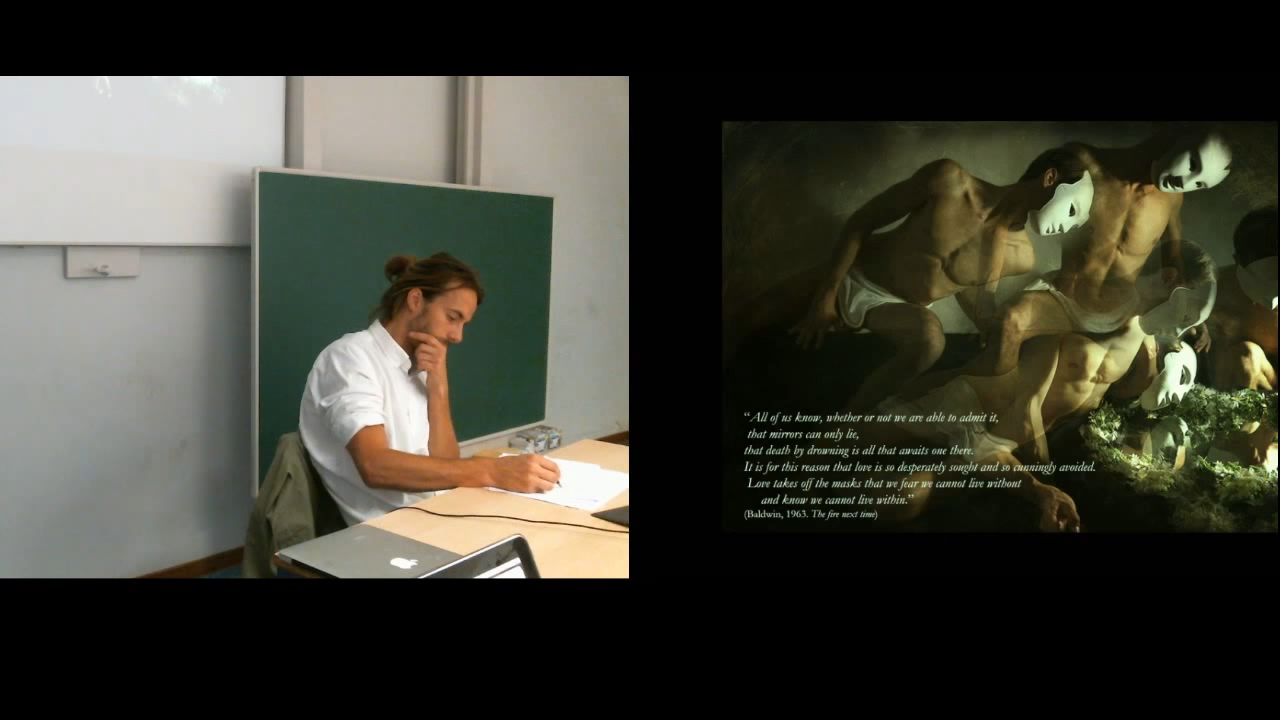 “All of us know, whether or not we are able to admit it,
that mirrors can only lie,
that death by drowning is all that awaits one there.
It is for this reason that love is so desperately sought and so cunningly avoided.
Love takes off the masks that we fear we cannot live without
and know we cannot live within.”
(Baldwin, 1963. The fire next time)